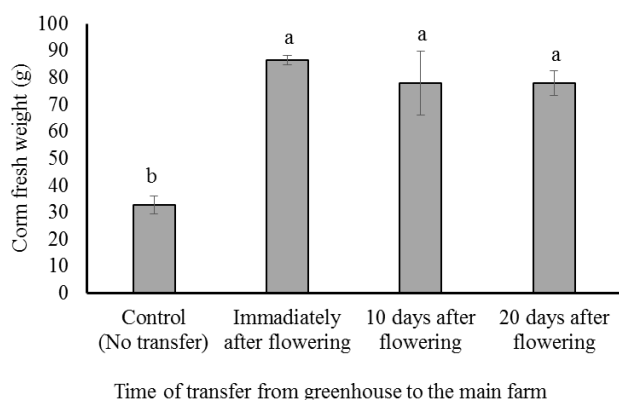 100
90
80
70
60
50
40
30
20
10
0
Corm fresh weight (g)
b
a
a
a
Control
(No transfer)
Immadiately
after flowering
10 days after
flowering
20 days after
flowering
Time of transfer from greenhouse to the main farm